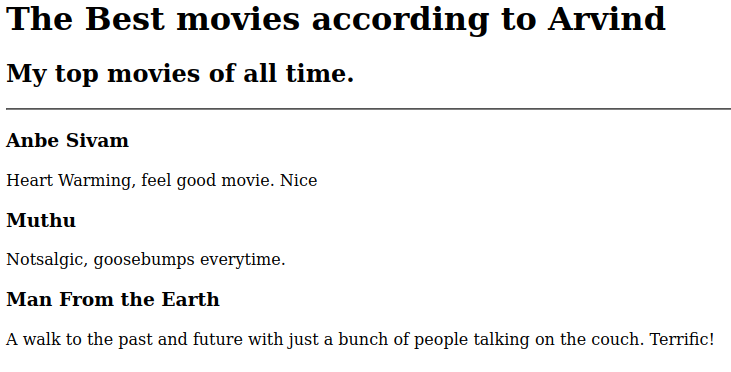 The Best movies according to Arvind
My top movies of all time.
Anbe Sivam
Heart Warming, feel good movie. Nice
Muthu
Notsalgic, goosebumps everytime.
Man From the Earth
A walk to the past and future with just a bunch of people talking on the couch. Terrific!